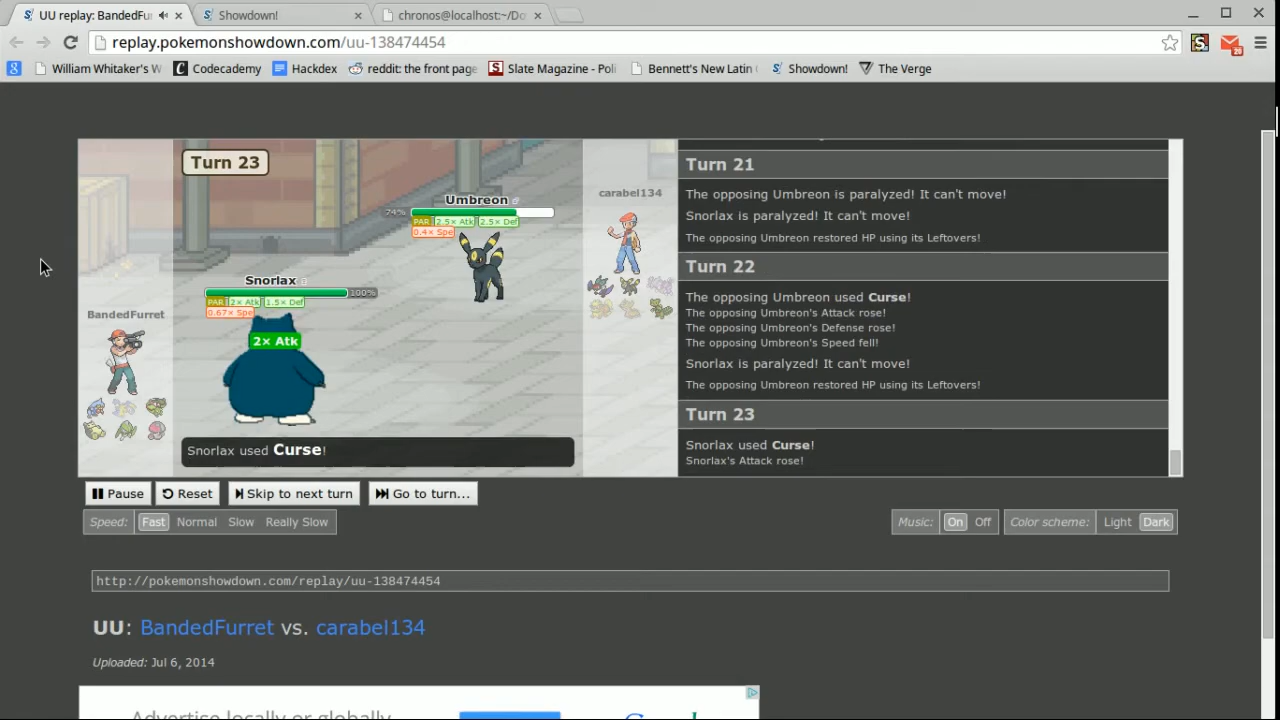 UU replay: BandedFu
Showdown!
chronos@localhost:~/Do
replay.pokemonshowdown.com/uu-138474454
William Whitaker's W
Codecademy
Hackdex
reddit: the front page
Slate Magazine - Poli
Bennett's New Latin
Showdown!
The Verge
Turn 23
Umbreon
74%
PAR 2.5× Atk 2.5× Def
0.4× Spe
Snorlax
100%
PAR 2× Atk 1.5× Def
0.67× Spe
2× Atk
BandedFurret
carabel134
Snorlax used Curse!
Turn 21
The opposing Umbreon is paralyzed! It can't move!
Snorlax is paralyzed! It can't move!
The opposing Umbreon restored HP using its Leftovers!
Turn 22
The opposing Umbreon used Curse!
The opposing Umbreon's Attack rose!
The opposing Umbreon's Defense rose!
The opposing Umbreon's Speed fell!
Snorlax is paralyzed! It can't move!
The opposing Umbreon restored HP using its Leftovers!
Turn 23
Snorlax used Curse!
Snorlax's Attack rose!
Pause
Reset
Skip to next turn
Go to turn...
Speed: Fast Normal Slow Really Slow
Music: On Off
Color scheme: Light Dark
http://pokemonshowdown.com/replay/uu-138474454
UU: BandedFurret vs. carabel134
Uploaded: Jul 6, 2014
Advertise locally or globally